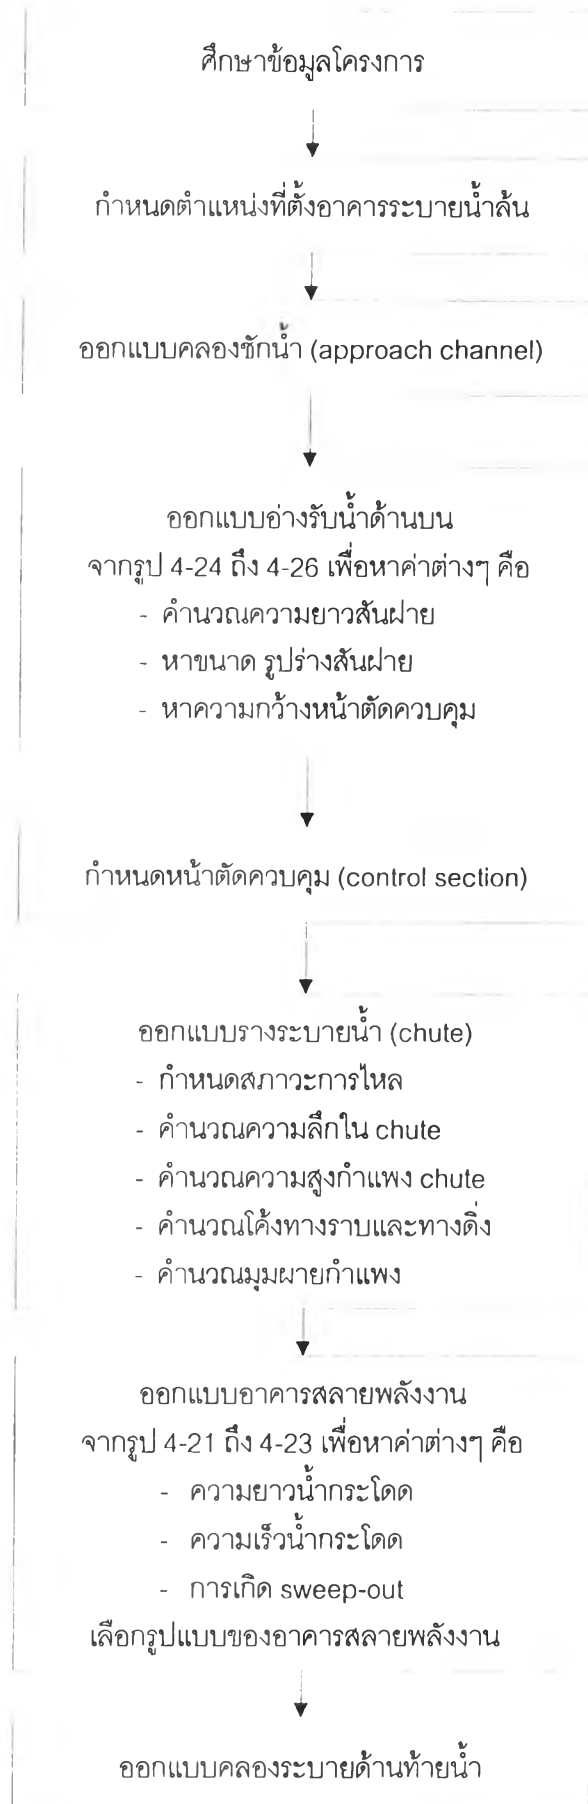 ศึกษาข้อมูลโครงการ
กำหนดตำแหน่งที่ตั้งอาคารระบายน้ำล้น
ออกแบบคลองชักน้ำ (approach channel)
ออกแบบอ่างรับน้ำด้านบน
จากรูป 4-24 ถึง 4-26 เพื่อหาค่าต่างๆ คือ
- คำนวณความยาวสันฝาย
- หาขนาด รูปร่างสันฝาย
- หาความกว้างหน้าตัดควบคุม
กำหนดหน้าตัดควบคุม (control section)
ออกแบบรางระบายน้ำ (chute)
- กำหนดสภาวะการไหล
- คำนวณความลึกใน chute
- คำนวณความสูงกำแพง chute
- คำนวณโค้งทางราบและทางดิ่ง
- คำนวณมุมผายกำแพง
ออกแบบอาคารสลายพลังงาน
จากรูป 4-21 ถึง 4-23 เพื่อหาค่าต่างๆ คือ
- ความยาวน้ำกระโดด
- ความเร็วน้ำกระโดด
- การเกิด sweep-out
เลือกรูปแบบของอาคารสลายพลังงาน
ออกแบบคลองระบายด้านท้ายน้ำ